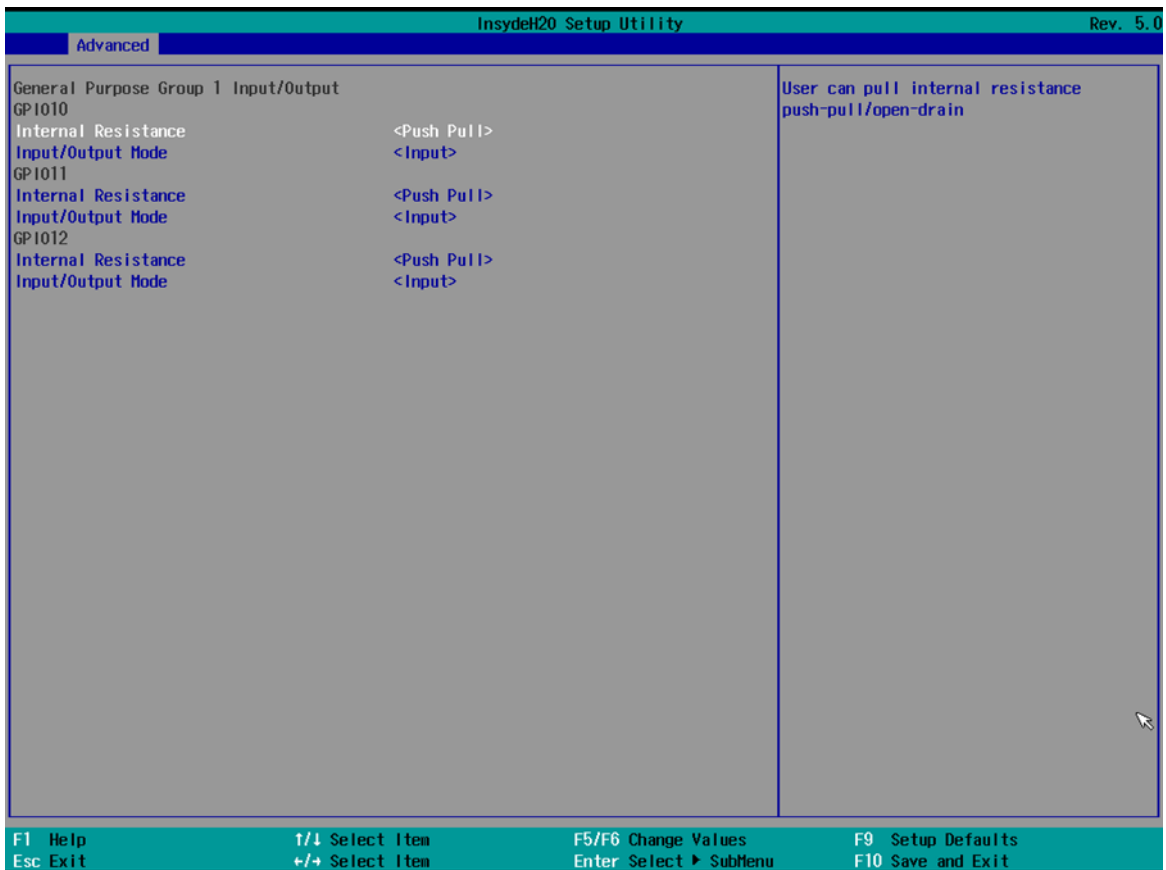 InsydeH20 Setup Utility Rev. 5.0
Advanced
General Purpose Group 1 Input/Output
GPIO10
Internal Resistance <Push Pull>
Input/Output Mode <Input>
GPIO11
Internal Resistance <Push Pull>
Input/Output Mode <Input>
GPIO12
Internal Resistance <Push Pull>
Input/Output Mode <Input>
User can pull internal resistance
push-pull/open-drain
F1 Help ↑/↓ Select Item F5/F6 Change Values F9 Setup Defaults
Esc Exit ←/→ Select Item Enter Select ▶ SubMenu F10 Save and Exit